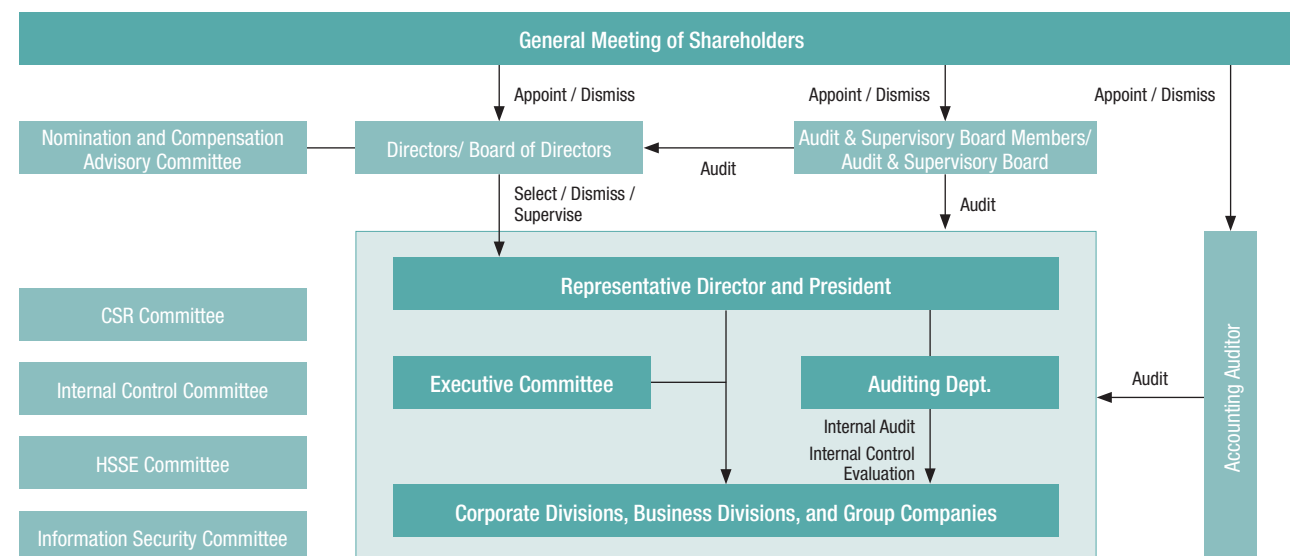 General Meeting of Shareholders
Appoint / Dismiss
Appoint / Dismiss
Appoint / Dismiss
Nomination and Compensation
Advisory Committee
Directors/ Board of Directors
Audit
Audit & Supervisory Board Members/
Audit & Supervisory Board
Select / Dismiss /
Supervise
Audit
Representative Director and President
CSR Committee
Executive Committee
Auditing Dept.
Audit
Accounting Auditor
Internal Control Committee
Internal Audit
Internal Control
Evaluation
HSSE Committee
Corporate Divisions, Business Divisions, and Group Companies
Information Security Committee